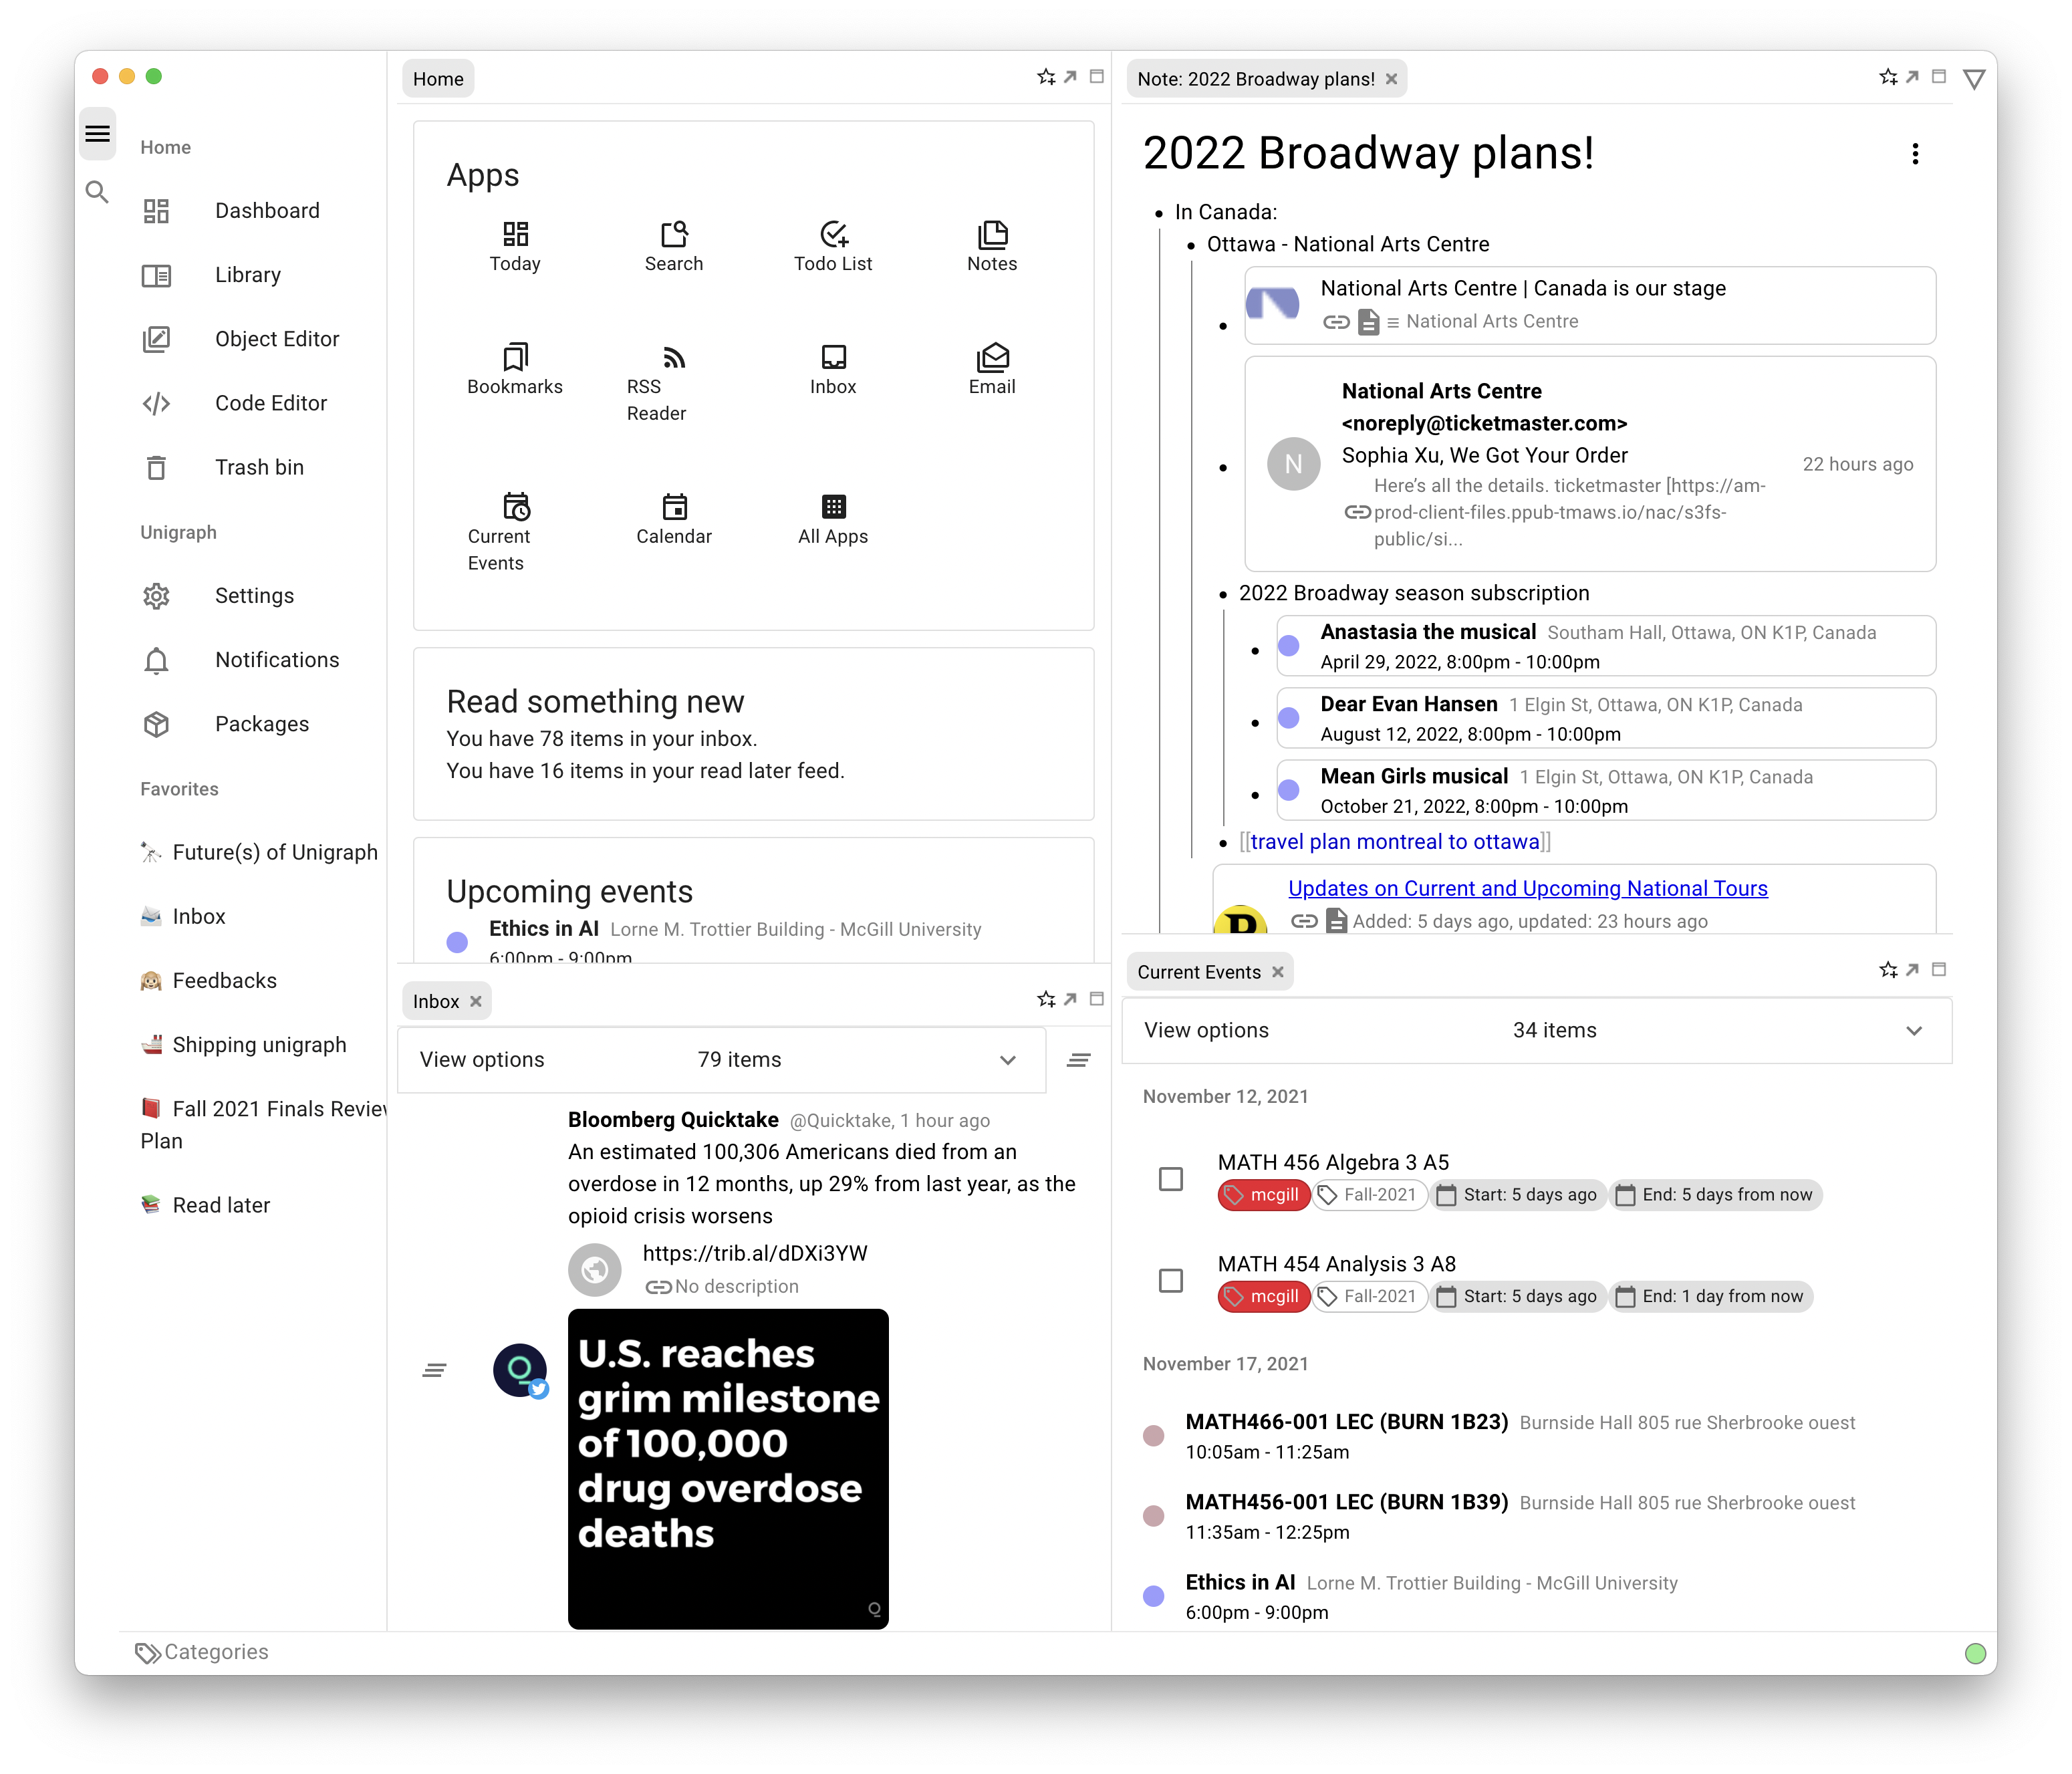 Home
Dashboard
Library
Object Editor
Code Editor
Trash bin
Unigraph
Settings
Notifications
Packages
Favorites
Future(s) of Unigraph
Inbox
Feedbacks
Shipping unigraph
Fall 2021 Finals Review
Plan
Read later
Home
Apps
Today
Search
Todo List
Notes
Bookmarks
RSS
Reader
Inbox
Email
Current
Events
Calendar
All Apps
Read something new
You have 78 items in your inbox.
You have 16 items in your read later feed.
Upcoming events
Ethics in AI Lorne M. Trottier Building - McGill University
6:00pm - 9:00pm
Inbox
View options 79 items
Bloomberg Quicktake @Quicktake, 1 hour ago
An estimated 100,306 Americans died from an
overdose in 12 months, up 29% from last year, as the
opioid crisis worsens
https://trib.al/dDXi3YW
No description
U.S. reaches
grim milestone
of 100,000
drug overdose
deaths
Note: 2022 Broadway plans!
2022 Broadway plans!
In Canada:
Ottawa - National Arts Centre
National Arts Centre | Canada is our stage
≡ National Arts Centre
National Arts Centre
<noreply@ticketmaster.com>
N
Sophia Xu, We Got Your Order
22 hours ago
Here’s all the details. ticketmaster [https://am-
prod-client-files.ppub-tmaws.io/nac/s3fs-
public/si...
2022 Broadway season subscription
Anastasia the musical Southam Hall, Ottawa, ON K1P, Canada
April 29, 2022, 8:00pm - 10:00pm
Dear Evan Hansen 1 Elgin St, Ottawa, ON K1P, Canada
August 12, 2022, 8:00pm - 10:00pm
Mean Girls musical 1 Elgin St, Ottawa, ON K1P, Canada
October 21, 2022, 8:00pm - 10:00pm
[[travel plan montreal to ottawa]]
Updates on Current and Upcoming National Tours
Added: 5 days ago, updated: 23 hours ago
Current Events
View options 34 items
November 12, 2021
MATH 456 Algebra 3 A5
mcgill Fall-2021 Start: 5 days ago End: 5 days from now
MATH 454 Analysis 3 A8
mcgill Fall-2021 Start: 5 days ago End: 1 day from now
November 17, 2021
MATH466-001 LEC (BURN 1B23) Burnside Hall 805 rue Sherbrooke ouest
10:05am - 11:25am
MATH456-001 LEC (BURN 1B39) Burnside Hall 805 rue Sherbrooke ouest
11:35am - 12:25pm
Ethics in AI Lorne M. Trottier Building - McGill University
6:00pm - 9:00pm
Categories